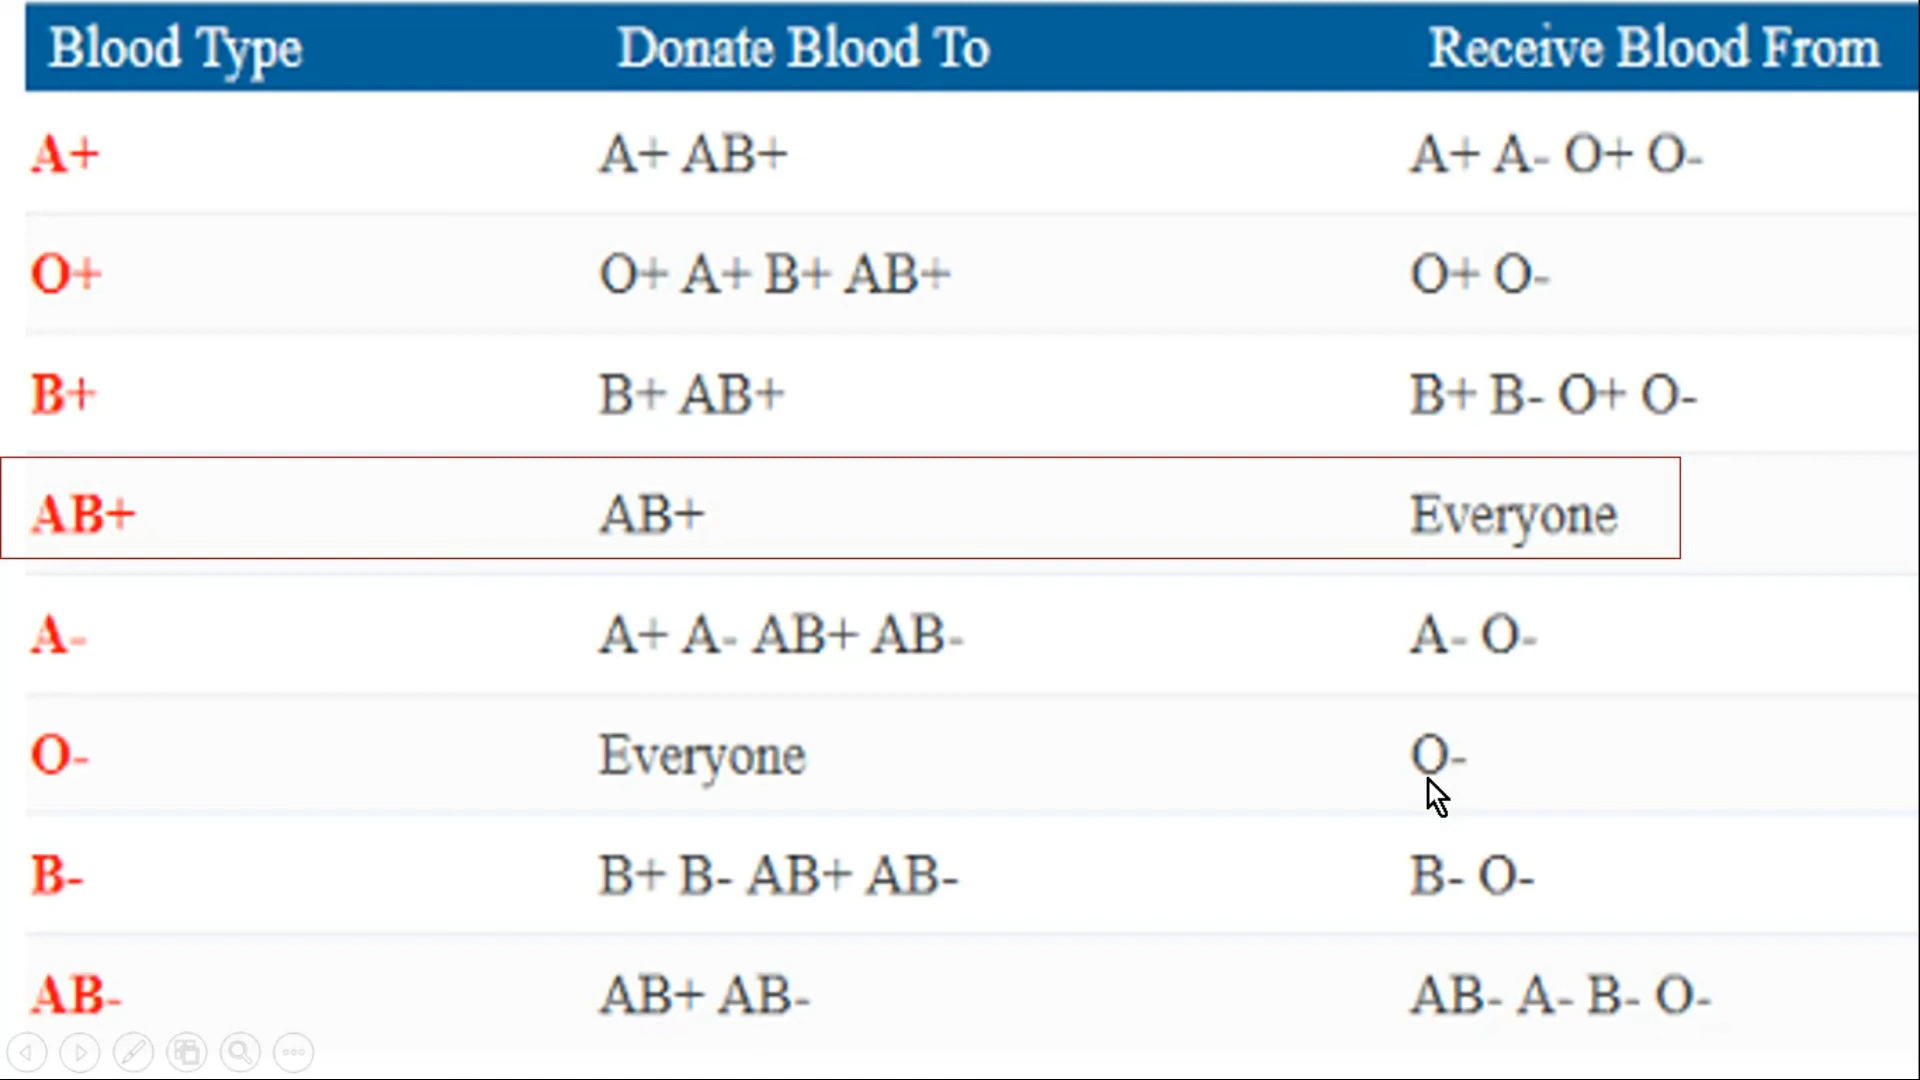 Blood Type Donate Blood To Receive Blood From
A+ A+ AB+ A+ A- O+ O-
O+ O+ A+ B+ AB+ O+ O-
B+ B+ AB+ B+ B- O+ O-
AB+ AB+ Everyone
A- A+ A- AB+ AB- A- O-
O- Everyone O-
B- B+ B- AB+ AB- B- O-
AB- AB+ AB- AB- A- B- O-